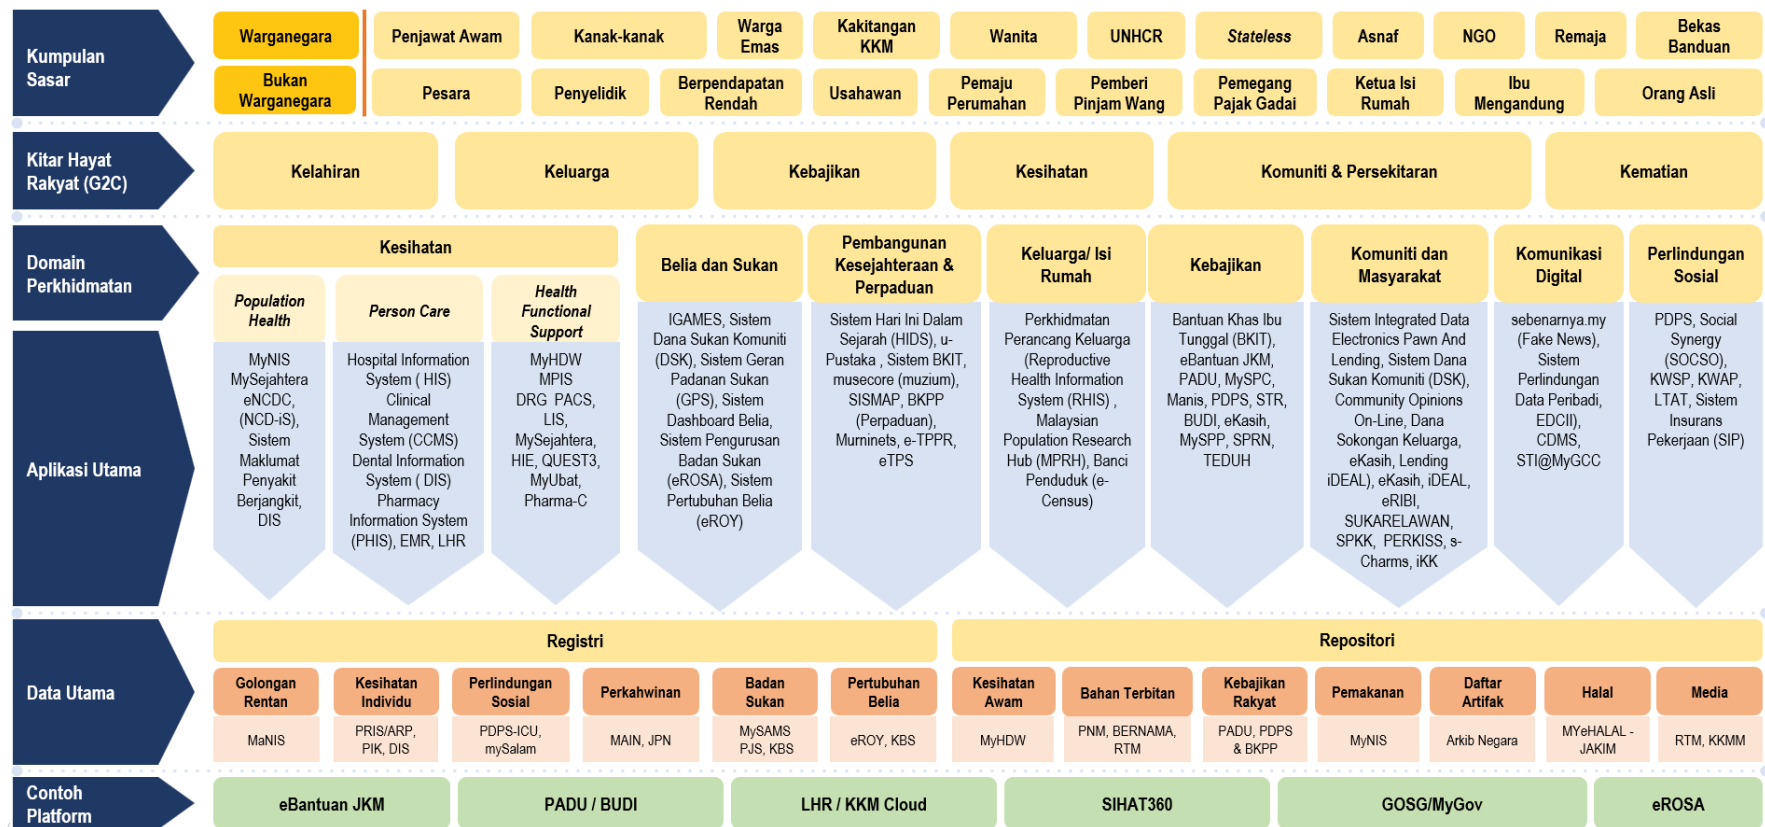 Kumpulan
Sasar
Warganegara
Penjawat Awam
Kanak-kanak
Warga
Emas
Kakitangan
KKM
Wanita
UNHCR
Stateless
Asnaf
NGO
Remaja
Bekas
Banduan
Bukan
Warganegara
Pesara
Penyelidik
Berpendapatan
Rendah
Usahawan
Pemaju
Perumahan
Pemberi
Pinjam Wang
Pemegang
Pajak Gadai
Ketua Isi
Rumah
Ibu
Mengandung
Orang Asli
Kitar Hayat
Rakyat (G2C)
Kelahiran
Keluarga
Kebajikan
Kesihatan
Komuniti & Persekitaran
Kematian
Domain
Perkhidmatan
Kesihatan
Population
Health
Person Care
Health
Functional
Support
Belia dan Sukan
Pembangunan
Kesejahteraan &
Perpaduan
Keluarga/ Isi
Rumah
Kebajikan
Komuniti dan
Masyarakat
Komunikasi
Digital
Perlindungan
Sosial
Aplikasi Utama
MyNIS
MySejahtera
eNCDC,
(NCD-iS),
Sistem
Maklumat
Penyakit
Berjangkit,
DIS
Hospital Information
System ( HIS)
Clinical
Management
System (CCMS)
Dental Information
System ( DIS)
Pharmacy
Information System
(PHIS), EMR, LHR
MyHDW
MPIS
DRG PACS,
LIS,
MySejahtera,
HIE, QUEST3,
MyUbat,
Pharma-C
IGAMES, Sistem
Dana Sukan Komuniti
(DSK), Sistem Geran
Padanan Sukan
(GPS), Sistem
Dashboard Belia,
Sistem Pengurusan
Badan Sukan
(eROSA), Sistem
Pertubuhan Belia
(eROY)
Sistem Hari Ini Dalam
Sejarah (HIDS), u-
Pustaka , Sistem BKIT,
musecore (muzium),
SISMAP, BKPP
(Perpaduan),
Murninets, e-TPPR,
eTPS
Perkhidmatan
Perancang Keluarga
(Reproductive
Health Information
System (RHIS) ,
Malaysian
Population Research
Hub (MPRH), Banci
Penduduk (e-
Census)
Bantuan Khas Ibu
Tunggal (BKIT),
eBantuan JKM,
PADU, MySPC,
Manis, PDPS, STR,
BUDI, eKasih,
MySPP, SPRN,
TEDUH
Sistem Integrated Data
Electronics Pawn And
Lending, Sistem Dana
Sukan Komuniti (DSK),
Community Opinions
On-Line, Dana
Sokongan Keluarga,
eKasih, Lending
iDEAL), eKasih, iDEAL,
eRIBI,
SUKARELAWAN,
SPKK, PERKISS, s-
Charms, iKK
sebenarnya.my
(Fake News),
Sistem
Perlindungan
Data Peribadi,
EDCII),
CDMS,
STI@MyGCC
PDPS, Social
Synergy
(SOCSO),
KWSP, KWAP,
LTAT, Sistem
Insurans
Pekerjaan (SIP)
Data Utama
Registri
Repositori
Golongan
Rentan
Kesihatan
Individu
Perlindungan
Sosial
Perkahwinan
Badan
Sukan
Pertubuhan
Belia
Kesihatan
Awam
Bahan Terbitan
Kebajikan
Rakyat
Pemakanan
Daftar
Artifak
Halal
Media
MaNIS
PRIS/ARP,
PIK, DIS
PDPS-ICU,
mySalam
MAIN, JPN
MySAMS
PJS, KBS
eROY, KBS
MyHDW
PNM, BERNAMA,
RTM
PADU, PDPS
& BKPP
MyNIS
Arkib Negara
MYeHALAL -
JAKIM
RTM, KKMM
Contoh
Platform
eBantuan JKM
PADU / BUDI
LHR / KKM Cloud
SIHAT360
GOSG/MyGov
eROSA